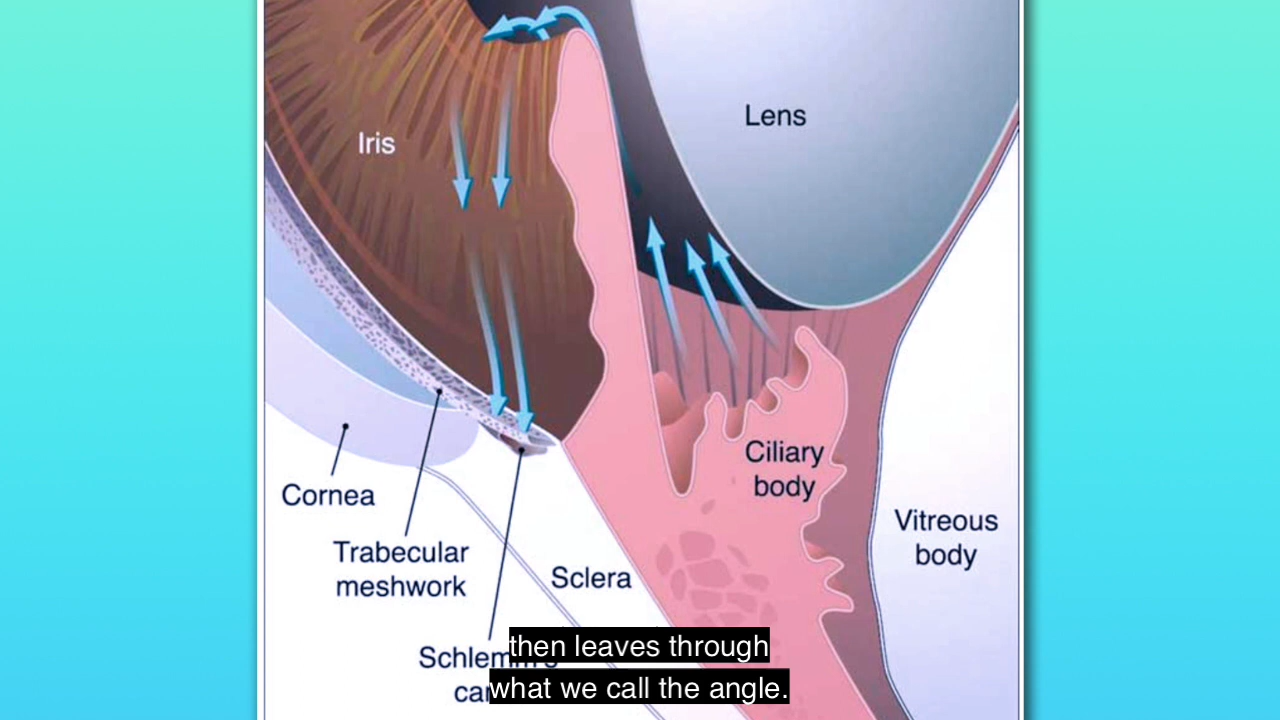 Lens
Iris
Ciliary
body
Cornea
Vitreous
body
Trabecular
meshwork
Sclera
then leaves through
what we call the angle.